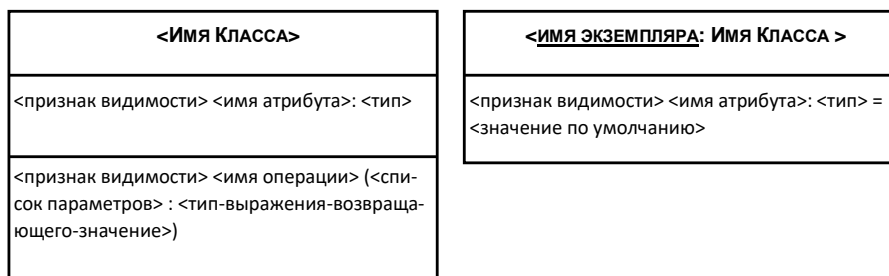 <ИМЯ КЛАССА>
<признак видимости> <имя атрибута>: <тип>
<признак видимости> <имя операции> (<спи-
сок параметров> : <тип-выражения-возвраща-
ющего-значение>)
<ИМЯ ЭКЗЕМПЛЯРА: ИМЯ КЛАССА >
<признак видимости> <имя атрибута>: <тип> =
<значение по умолчанию>